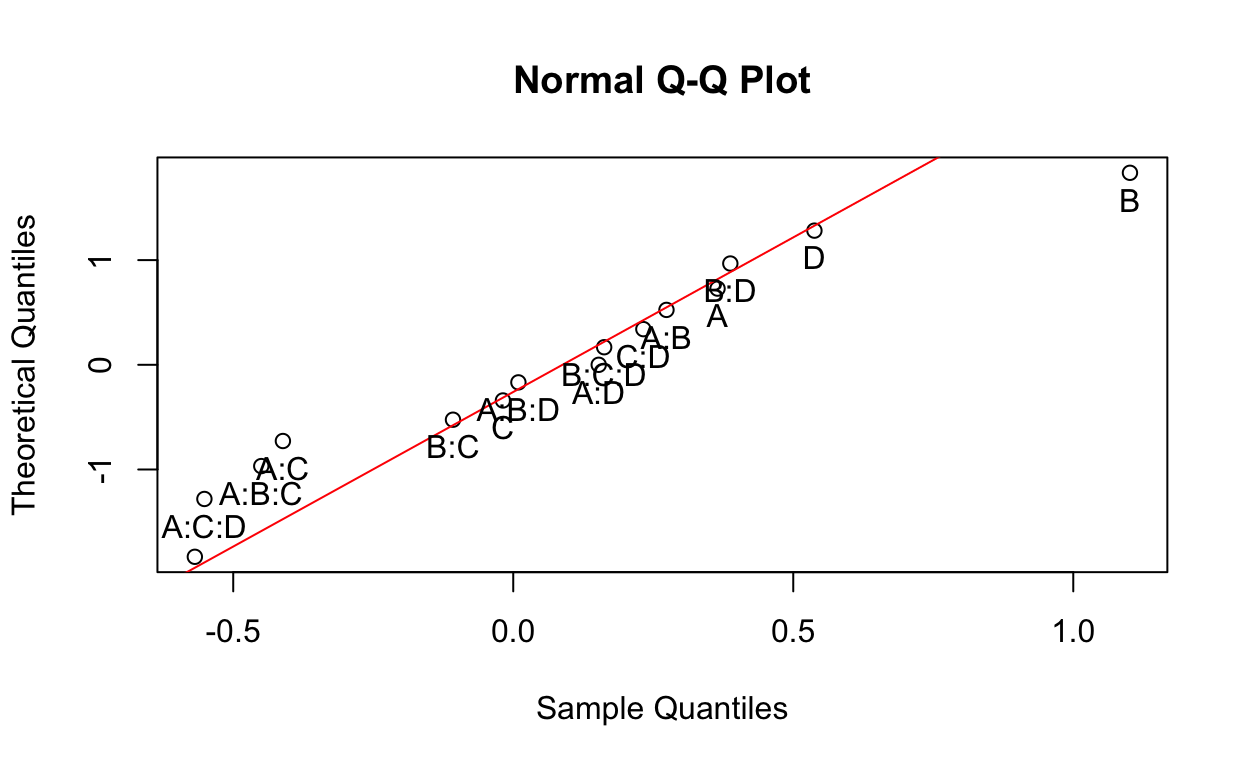 Normal Q-Q Plot
Theoretical Quantiles
1
0
-1
B
D
B:D
A
A:B
C:D
B:C:D
A:D
A:B:D
C
B:C
A:C
A:B:C
A:C:D
-0.5 0.0 0.5 1.0
Sample Quantiles